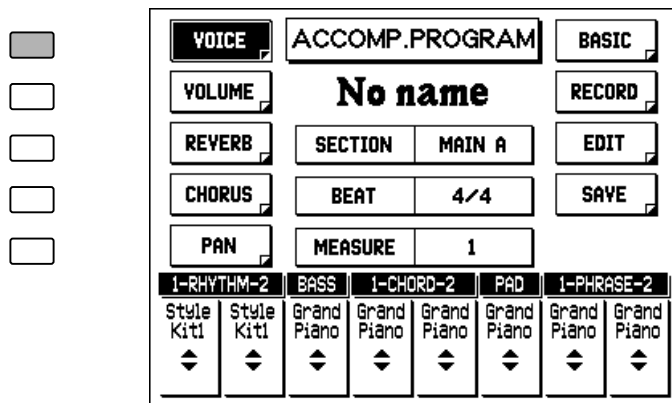 VOICE ACCOMP.PROGRAM BASIC
VOLUME No name RECORD
REVERB SECTION MAIN A EDIT
CHORUS BEAT 4/4 SAVE
PAN MEASURE 1
1-RHYTHM-2 BASS 1-CHORD-2 PAD 1-PHRASE-2
Style Style Grand Grand Grand Grand Grand Grand
Kit1 Kit1 Piano Piano Piano Piano Piano Piano